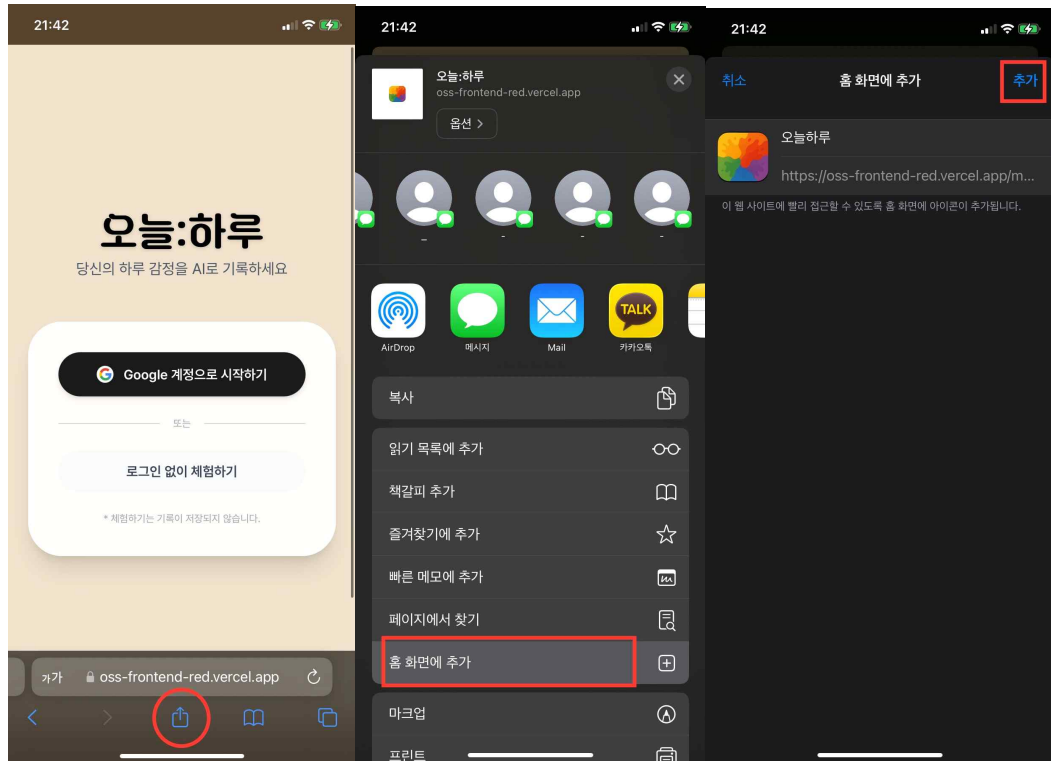 21:42
오늘:하루
당신의 하루 감정을 AI로 기록하세요
Google 계정으로 시작하기
또는
로그인 없이 체험하기
* 체험하기는 기록이 저장되지 않습니다.
가가 oss-frontend-red.vercel.app
21:42
오늘:하루
oss-frontend-red.vercel.app
옵션 >
AirDrop 메시지 Mail TALK 카카오톡
복사
읽기 목록에 추가
책갈피 추가
즐겨찾기에 추가
빠른 메모에 추가
페이지에서 찾기
홈 화면에 추가
마크업
프린트
21:42
취소 홈 화면에 추가 추가
오늘하루
https://oss-frontend-red.vercel.app/m...
이 웹 사이트에 빨리 접근할 수 있도록 홈 화면에 아이콘이 추가됩니다.